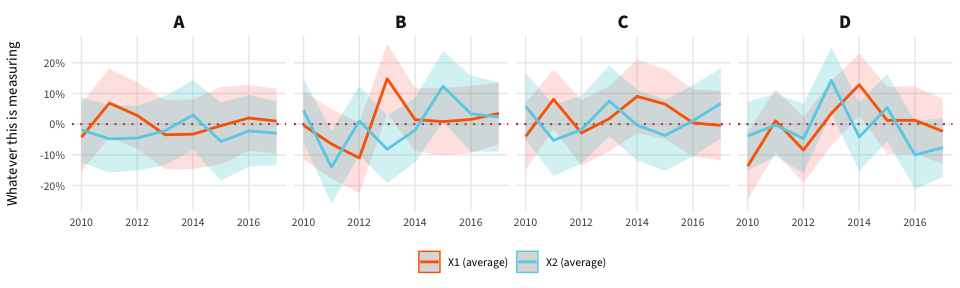 A B C D
Whatever this is measuring
20%
10%
0%
-10%
-20%
2010 2012 2014 2016 2010 2012 2014 2016 2010 2012 2014 2016 2010 2012 2014 2016
X1 (average) X2 (average)